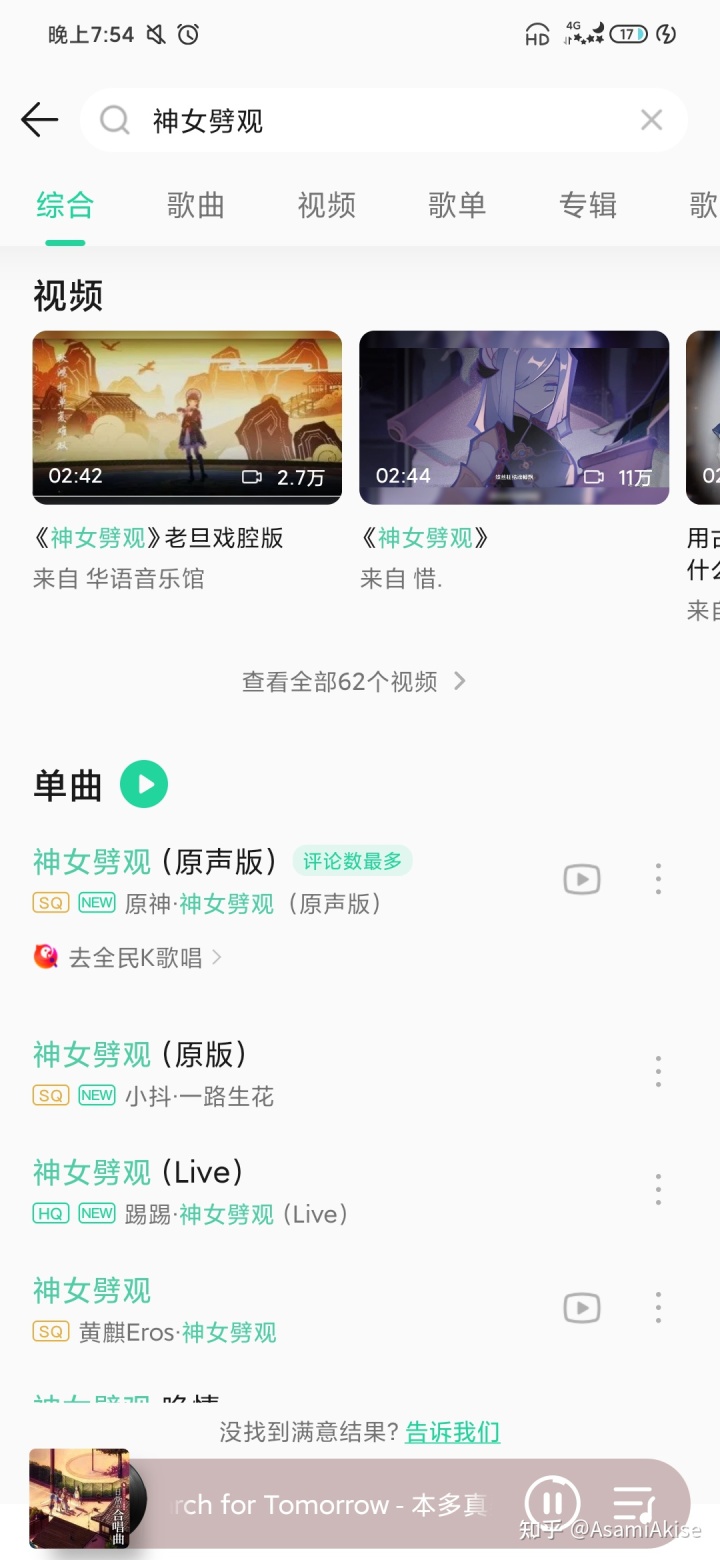 晚上7:54
HD 4G 17
神女劈观
综合 歌曲 视频 歌单 专辑 歌
视频
02:42 2.7万
02:44 11万
《神女劈观》老旦戏腔版
来自 华语音乐馆
《神女劈观》
来自 惜.
用古
什么
来自
查看全部62个视频
单曲
神女劈观（原声版） 评论数最多
SQ NEW 原神·神女劈观（原声版）
去全民K歌唱
神女劈观（原版）
SQ NEW 小抖·一路生花
神女劈观（Live）
HQ NEW 踢踢·神女劈观（Live）
神女劈观
SQ 黄麒Eros·神女劈观
没找到满意结果? 告诉我们
rch for Tomorrow - 本多真
合唱曲
知乎 @AsamiAkise